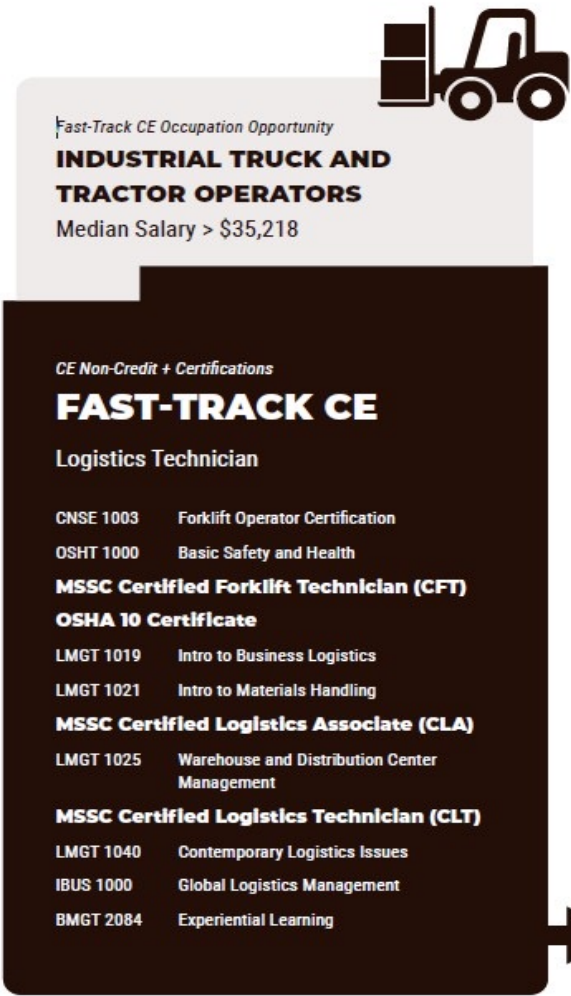 Fast-Track CE Occupation Opportunity
INDUSTRIAL TRUCK AND
TRACTOR OPERATORS
Median Salary > $35,218
CE Non-Credit + Certifications
FAST-TRACK CE
Logistics Technician
CNSE 1003 Forklift Operator Certification
OSHT 1000 Basic Safety and Health
MSSC Certified Forklift Technician (CFT)
OSHA 10 Certificate
LMGT 1019 Intro to Business Logistics
LMGT 1021 Intro to Materials Handling
MSSC Certified Logistics Associate (CLA)
LMGT 1025 Warehouse and Distribution Center
Management
MSSC Certified Logistics Technician (CLT)
LMGT 1040 Contemporary Logistics Issues
IBUS 1000 Global Logistics Management
BMGT 2084 Experiential Learning